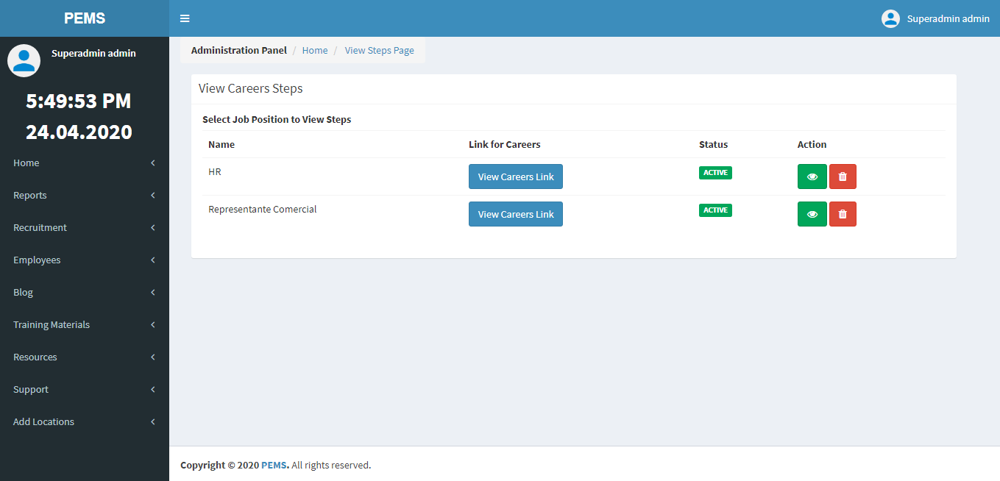 PEMS
Superadmin admin
Superadmin admin
5:49:53 PM
24.04.2020
Home
Reports
Recruitment
Employees
Blog
Training Materials
Resources
Support
Add Locations
Administration Panel / Home / View Steps Page
View Careers Steps
Select Job Position to View Steps
Name Link for Careers Status Action
HR View Careers Link ACTIVE
Representante Comercial View Careers Link ACTIVE
Copyright © 2020 PEMS. All rights reserved.